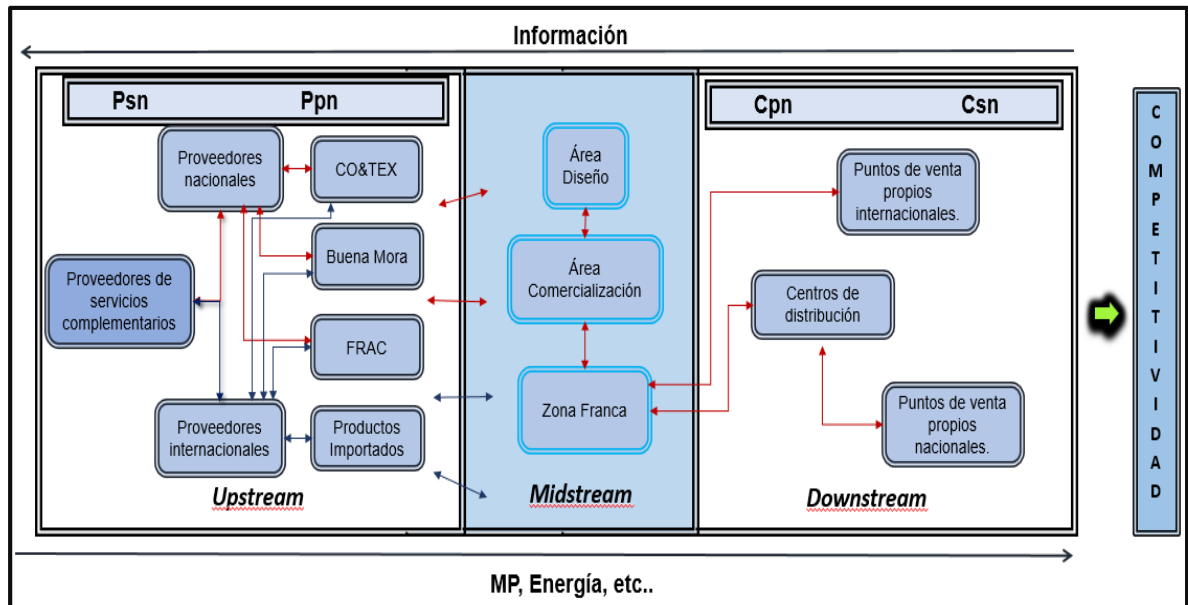 Información
Psn
Ppn
Cpn
Csn
Proveedores
nacionales
CO&TEX
Buena Mora
Proveedores de
servicios
complementarios
FRAC
Proveedores
internacionales
Productos
Importados
Upstream
Área
Diseño
Área
Comercialización
Zona Franca
Midstream
Puntos de venta
propios
internacionales.
Centros de
distribución
Puntos de venta
propios
nacionales.
Downstream
COMPETITIVIDAD
MP, Energía, etc..